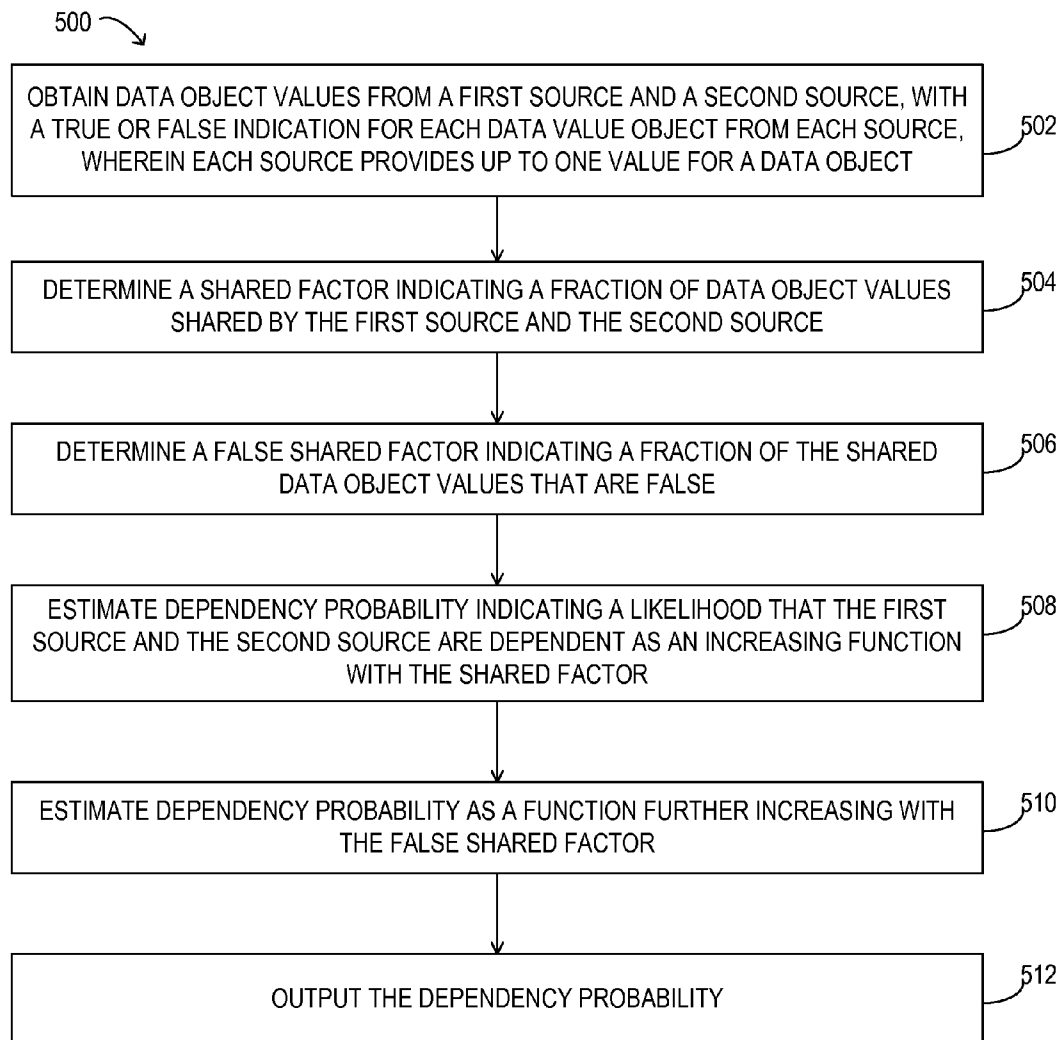 500
OBTAIN DATA OBJECT VALUES FROM A FIRST SOURCE AND A SECOND SOURCE, WITH
A TRUE OR FALSE INDICATION FOR EACH DATA VALUE OBJECT FROM EACH SOURCE,
WHEREIN EACH SOURCE PROVIDES UP TO ONE VALUE FOR A DATA OBJECT
502
DETERMINE A SHARED FACTOR INDICATING A FRACTION OF DATA OBJECT VALUES
SHARED BY THE FIRST SOURCE AND THE SECOND SOURCE
504
DETERMINE A FALSE SHARED FACTOR INDICATING A FRACTION OF THE SHARED
DATA OBJECT VALUES THAT ARE FALSE
506
ESTIMATE DEPENDENCY PROBABILITY INDICATING A LIKELIHOOD THAT THE FIRST
SOURCE AND THE SECOND SOURCE ARE DEPENDENT AS AN INCREASING FUNCTION
WITH THE SHARED FACTOR
508
ESTIMATE DEPENDENCY PROBABILITY AS A FUNCTION FURTHER INCREASING WITH
THE FALSE SHARED FACTOR
510
OUTPUT THE DEPENDENCY PROBABILITY
512